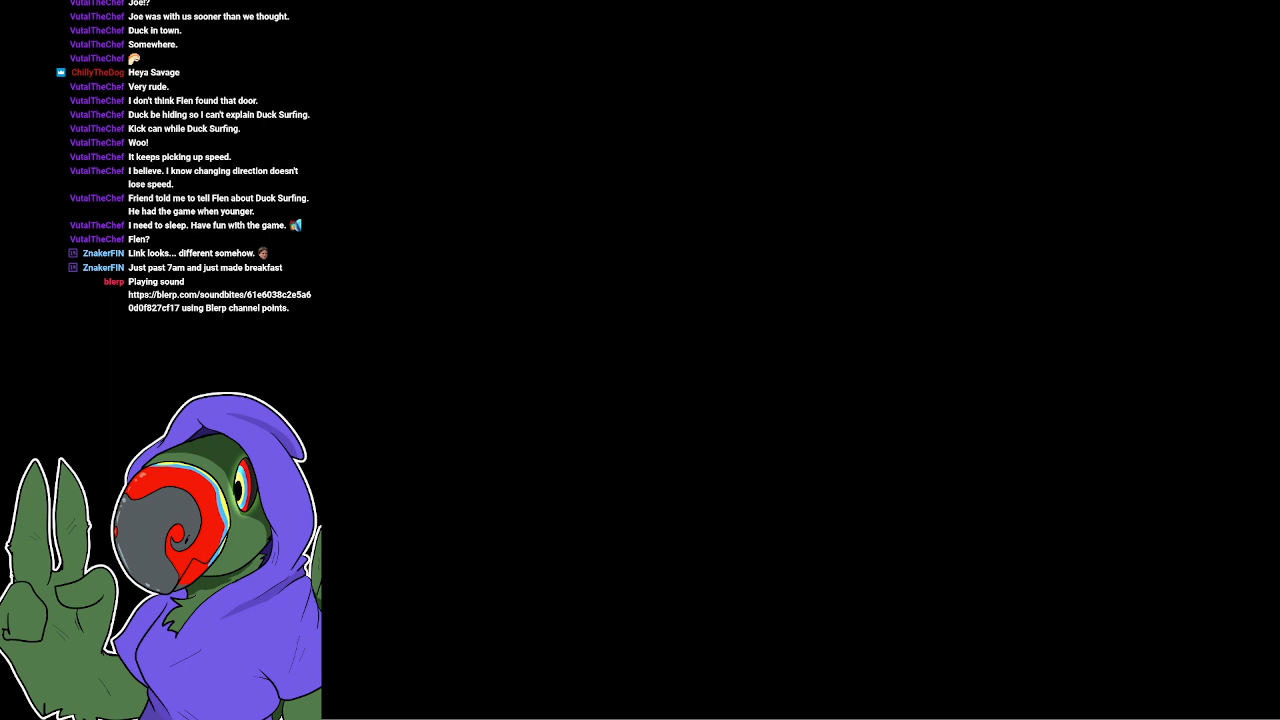 VutalTheChef Joe!?
VutalTheChef Joe was with us sooner than we thought.
VutalTheChef Duck in town.
VutalTheChef Somewhere.
VutalTheChef
ChillyTheDog Heya Savage
VutalTheChef Very rude.
VutalTheChef I don't think Flen found that door.
VutalTheChef Duck be hiding so I can't explain Duck Surfing.
VutalTheChef Kick can while Duck Surfing.
VutalTheChef Woo!
VutalTheChef It keeps picking up speed.
VutalTheChef I believe. I know changing direction doesn't
lose speed.
VutalTheChef Friend told me to tell Flen about Duck Surfing.
He had the game when younger.
VutalTheChef I need to sleep. Have fun with the game.
VutalTheChef Flen?
ZnakerFIN Link looks... different somehow.
ZnakerFIN Just past 7am and just made breakfast
blerp Playing sound
https://blerp.com/soundbites/61e6038c2e5a6
0d0f827cf17 using Blerp channel points.